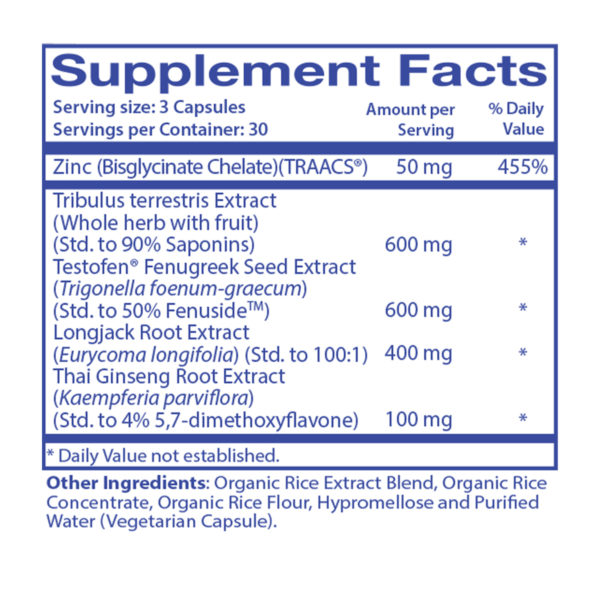 Supplement Facts
Serving size: 3 Capsules
Servings per Container: 30
Amount per Serving
% Daily Value
Zinc (Bisglycinate Chelate)(TRAACS®) 50 mg 455%
Tribulus terrestris Extract
(Whole herb with fruit)
(Std. to 90% Saponins) 600 mg *
Testofen® Fenugreek Seed Extract
(Trigonella foenum-graecum)
(Std. to 50% Fenuside™) 600 mg *
Longjack Root Extract
(Eurycoma longifolia) (Std. to 100:1) 400 mg *
Thai Ginseng Root Extract
(Kaempferia parviflora)
(Std. to 4% 5,7-dimethoxyflavone) 100 mg *
* Daily Value not established.
Other Ingredients: Organic Rice Extract Blend, Organic Rice
Concentrate, Organic Rice Flour, Hypromellose and Purified
Water (Vegetarian Capsule).